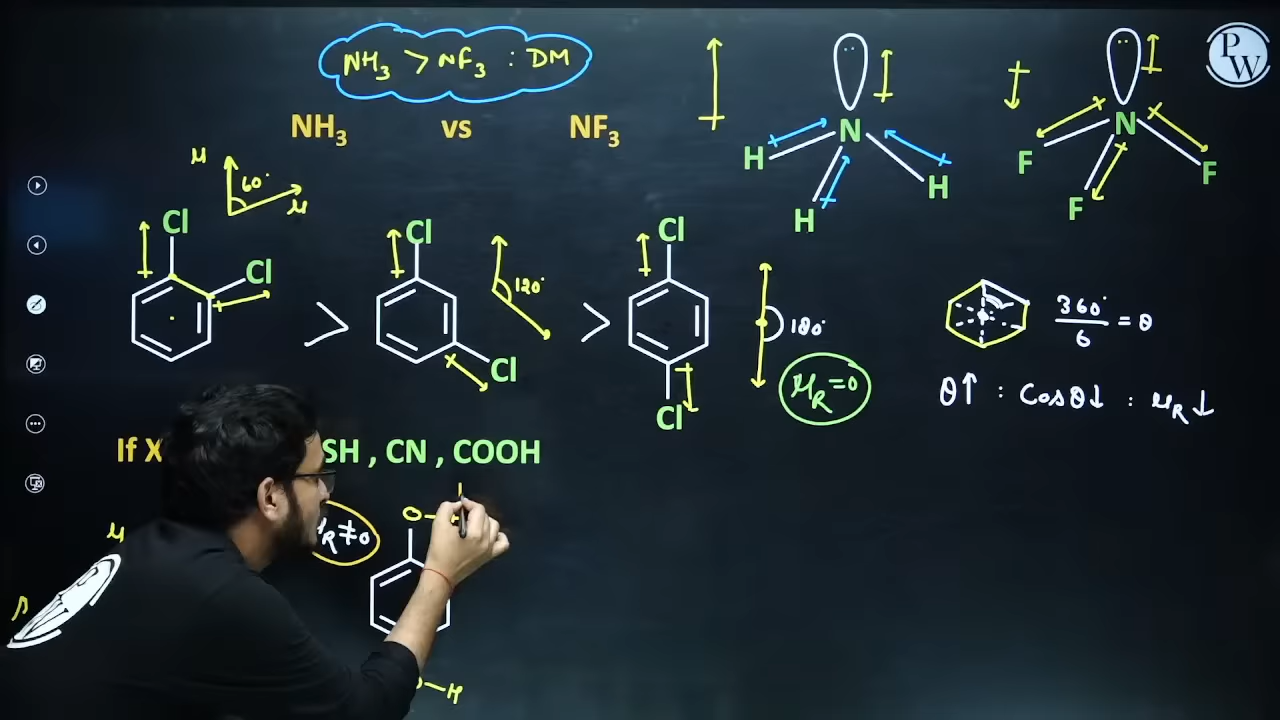 NH₃ > NF₃ : DM
NH₃ vs NF₃
PW
N
H
H
H
N
F
F
F
μ
60°
μ
Cl
Cl
>
Cl
120°
Cl
>
Cl
180°
Cl
μR=0
360°/6 = θ
θ↑ : Cosθ↓ : μR↓
If X
SH , CN , COOH
μ
R≠0
O
H